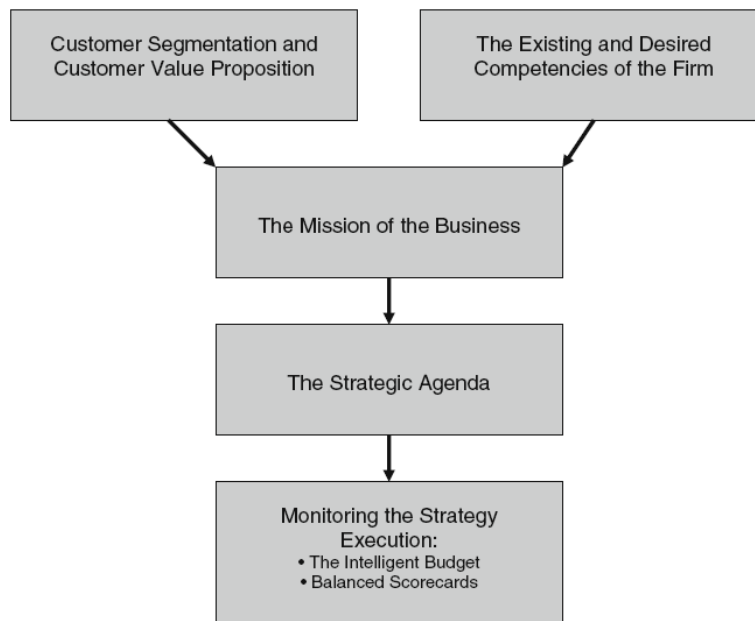 Customer Segmentation and
Customer Value Proposition
The Existing and Desired
Competencies of the Firm
The Mission of the Business
The Strategic Agenda
Monitoring the Strategy
Execution:
• The Intelligent Budget
• Balanced Scorecards